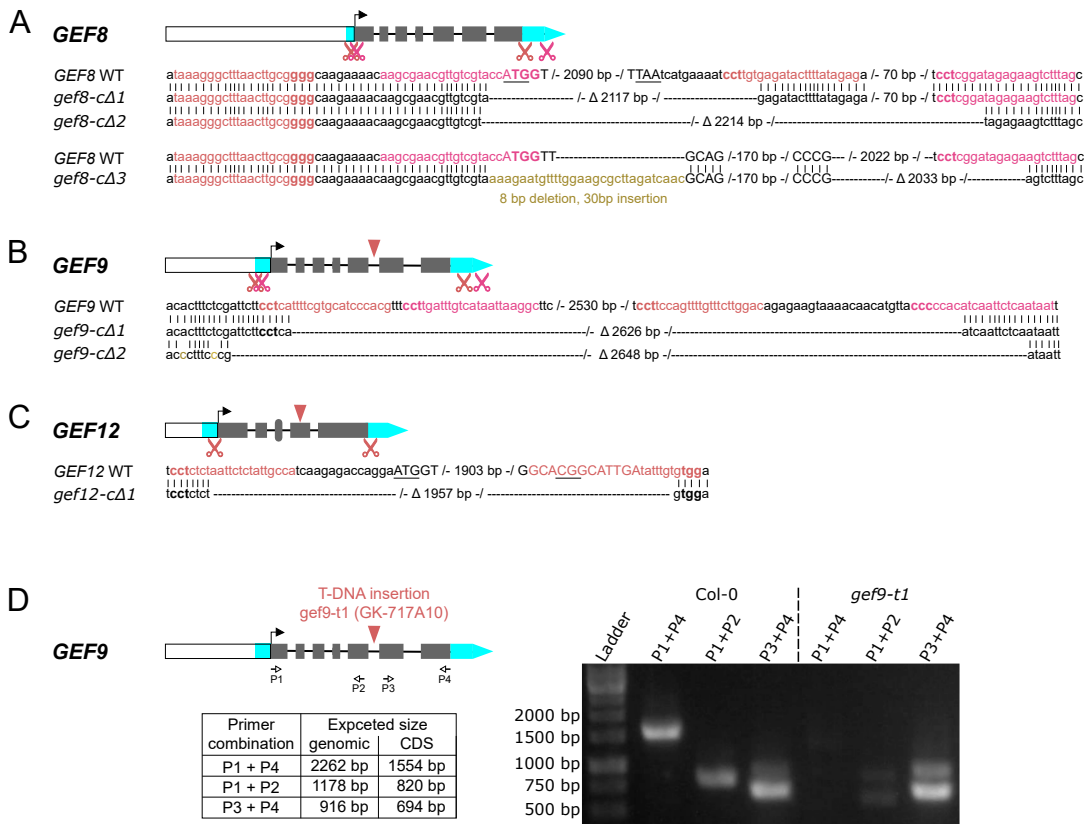 A
GEF8
GEF8 WT ataaagggctttaacttgcggggcaagaaaacaagcgaacgttgtcgtaccATGGT /- 2090 bp -/ TTAAtcatgaaaatccttgtgagatacttttatagaga /- 70 bp -/ tcctcggatagagaagtctttagc
gef8-cΔ1 ataaagggctttaacttgcggggcaagaaaacaagcgaacgttgtcgta--------------------- /- Δ 2117 bp -/ ---------------------gagatacttttatagaga /- 70 bp -/ tcctcggatagagaagtctttagc
gef8-cΔ2 ataaagggctttaacttgcggggcaagaaaacaagcgaacgttgtcgt---------------------/- Δ 2214 bp -/---------------------tagagaagtctttagc
GEF8 WT ataaagggctttaacttgcggggcaagaaaacaagcgaacgttgtcgtaccATGGTT---------------------GCAG /-170 bp -/ CCCG--- /- 2022 bp -/--tcctcggatagagaagtctttagc
gef8-cΔ3 ataaagggctttaacttgcggggcaagaaaacaagcgaacgttgtcgtaaaagaatgttttggaagcgcttagatcaacGCAG /-170 bp -/ CCCG------------/- Δ 2033 bp -/-----------agtctttagc
8 bp deletion, 30bp insertion
B
GEF9
GEF9 WT acactttctcgattcttcctcattttcgtgcatcccacgtttccttgatttgtcataattaaggcttc /- 2530 bp -/ tccttccagttttgtttcttggacagagaagtaaaacaacatgttaccccccacatcaattctcaataatt
gef9-cΔ1 acactttctcgattcttcctca---------------------/- Δ 2626 bp -/---------------------atcaattctcaataatt
gef9-cΔ2 acccttttcccg---------------------/- Δ 2648 bp -/---------------------ataatt
C
GEF12
GEF12 WT tcctctctaattctctattgccatcaagagaccaggaATGGT /- 1903 bp -/ GGCACGGCATTGAtatttgtgtgga
gef12-cΔ1 tcctctct--------------------- /- Δ 1957 bp -/ ---------------------gtgga
D
T-DNA insertion
gef9-t1 (GK-717A10)
GEF9
P1 P2 P3 P4
Primer combination Expceted size
genomic CDS
P1 + P4 2262 bp 1554 bp
P1 + P2 1178 bp 820 bp
P3 + P4 916 bp 694 bp
Col-0 gef9-t1
Ladder P1+P4 P1+P2 P3+P4 P1+P4 P1+P2 P3+P4
2000 bp
1500 bp
1000 bp
750 bp
500 bp